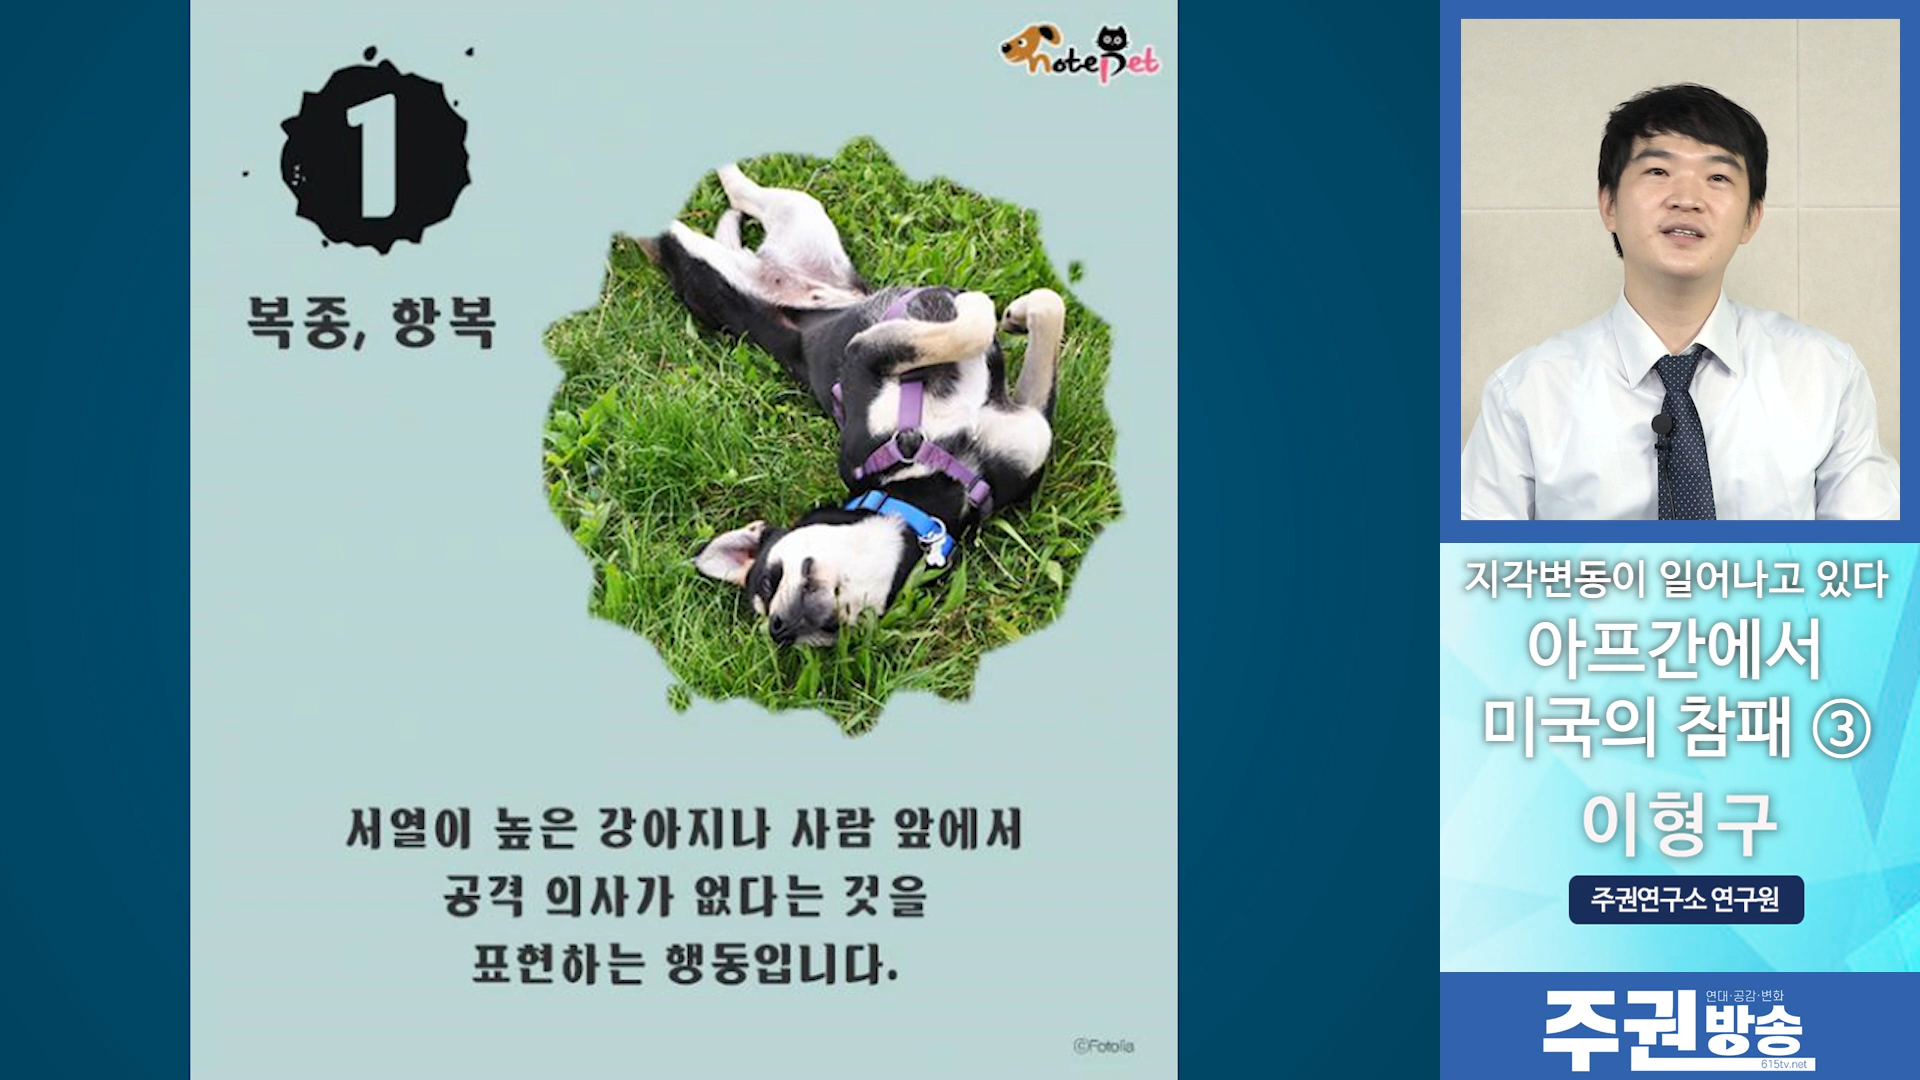 notepet
1
복종, 항복
서열이 높은 강아지나 사람 앞에서
공격 의사가 없다는 것을
표현하는 행동입니다.
©Fotolia
지각변동이 일어나고 있다
아프간에서
미국의 참패 ③
이형구
주권연구소 연구원
연대·공감·변화
주권방송
615tv.net